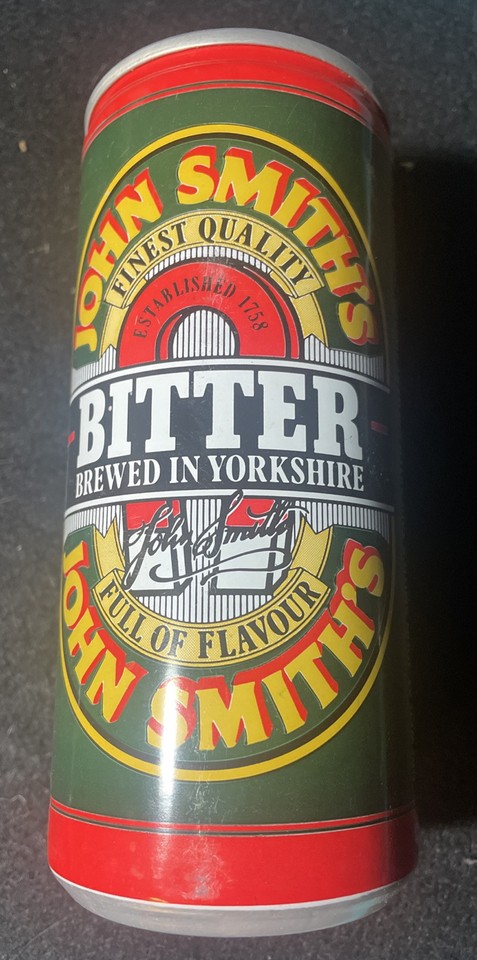 JOHN SMITH'S
FINEST QUALITY
ESTABLISHED 1758
BITTER
BREWED IN YORKSHIRE
John Smith's
FULL OF FLAVOUR
JOHN SMITH'S